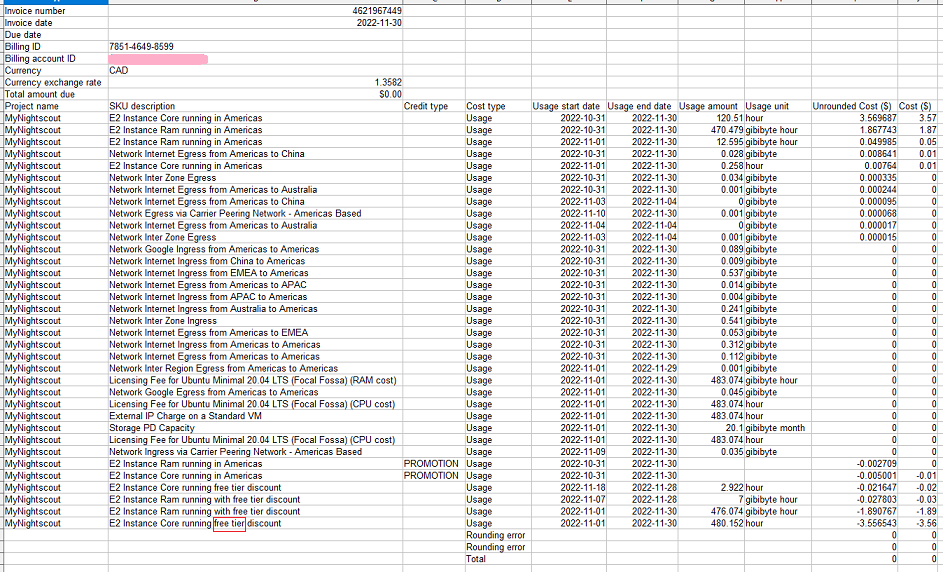 Invoice number 4621967449
Invoice date 2022-11-30
Due date
Billing ID 7851-4649-8599
Billing account ID
Currency CAD
Currency exchange rate 1.3582
Total amount due $0.00
Project name SKU description Credit type Cost type Usage start date Usage end date Usage amount Usage unit Unrounded Cost ($) Cost ($)
MyNightscout E2 Instance Core running in Americas Usage 2022-10-31 2022-11-30 120.51 hour 3.569687 3.57
MyNightscout E2 Instance Ram running in Americas Usage 2022-10-31 2022-11-30 470.479 gibibyte hour 1.867743 1.87
MyNightscout E2 Instance Ram running in Americas Usage 2022-11-01 2022-11-30 12.595 gibibyte hour 0.049985 0.05
MyNightscout Network Internet Egress from Americas to China Usage 2022-10-31 2022-11-30 0.028 gibibyte 0.008641 0.01
MyNightscout E2 Instance Core running in Americas Usage 2022-10-31 2022-11-30 0.258 hour 0.00764 0.01
MyNightscout Network Inter Zone Egress Usage 2022-10-31 2022-11-30 0.034 gibibyte 0.000335 0
MyNightscout Network Internet Egress from Americas to Australia Usage 2022-10-31 2022-11-30 0.001 gibibyte 0.000244 0
MyNightscout Network Internet Egress from Americas to China Usage 2022-11-03 2022-11-04 0 gibibyte 0.000095 0
MyNightscout Network Egress via Carrier Peering Network - Americas Based Usage 2022-11-10 2022-11-30 0.001 gibibyte 0.000068 0
MyNightscout Network Internet Egress from Americas to Australia Usage 2022-11-04 2022-11-04 0 gibibyte 0.000017 0
MyNightscout Network Inter Zone Egress Usage 2022-11-03 2022-11-04 0.001 gibibyte 0.000015 0
MyNightscout Network Google Ingress from Americas to Americas Usage 2022-10-31 2022-11-30 0.089 gibibyte 0 0
MyNightscout Network Internet Ingress from China to Americas Usage 2022-10-31 2022-11-30 0.009 gibibyte 0 0
MyNightscout Network Internet Ingress from EMEA to Americas Usage 2022-10-31 2022-11-30 0.537 gibibyte 0 0
MyNightscout Network Internet Egress from Americas to APAC Usage 2022-10-31 2022-11-30 0.014 gibibyte 0 0
MyNightscout Network Internet Ingress from APAC to Americas Usage 2022-10-31 2022-11-30 0.004 gibibyte 0 0
MyNightscout Network Internet Ingress from Australia to Americas Usage 2022-10-31 2022-11-30 0.241 gibibyte 0 0
MyNightscout Network Inter Zone Ingress Usage 2022-10-31 2022-11-30 0.541 gibibyte 0 0
MyNightscout Network Internet Egress from Americas to EMEA Usage 2022-10-31 2022-11-30 0.053 gibibyte 0 0
MyNightscout Network Internet Ingress from Americas to Americas Usage 2022-10-31 2022-11-30 0.312 gibibyte 0 0
MyNightscout Network Internet Egress from Americas to Americas Usage 2022-10-31 2022-11-30 0.112 gibibyte 0 0
MyNightscout Network Inter Region Egress from Americas to Americas Usage 2022-11-01 2022-11-29 0.001 gibibyte 0 0
MyNightscout Licensing Fee for Ubuntu Minimal 20.04 LTS (Focal Fossa) (RAM cost) Usage 2022-11-01 2022-11-30 483.074 gibibyte hour 0 0
MyNightscout Network Google Egress from Americas to Americas Usage 2022-11-01 2022-11-30 0.045 gibibyte 0 0
MyNightscout Licensing Fee for Ubuntu Minimal 20.04 LTS (Focal Fossa) (CPU cost) Usage 2022-11-01 2022-11-30 483.074 hour 0 0
MyNightscout External IP Charge on a Standard VM Usage 2022-11-01 2022-11-30 483.074 hour 0 0
MyNightscout Storage PD Capacity Usage 2022-11-01 2022-11-30 20.1 gibibyte month 0 0
MyNightscout Licensing Fee for Ubuntu Minimal 20.04 LTS (Focal Fossa) (CPU cost) Usage 2022-11-01 2022-11-30 483.074 hour 0 0
MyNightscout Network Ingress via Carrier Peering Network - Americas Based Usage 2022-11-09 2022-11-30 0.035 gibibyte 0 0
MyNightscout E2 Instance Ram running in Americas PROMOTION Usage 2022-10-31 2022-11-30 -0.002709 0
MyNightscout E2 Instance Core running in Americas PROMOTION Usage 2022-10-31 2022-11-30 -0.005001 -0.01
MyNightscout E2 Instance Core running free tier discount Usage 2022-11-18 2022-11-28 2.922 hour -0.021647 -0.02
MyNightscout E2 Instance Ram running with free tier discount Usage 2022-11-07 2022-11-28 7 gibibyte hour -0.027803 -0.03
MyNightscout E2 Instance Ram running with free tier discount Usage 2022-11-01 2022-11-30 476.074 gibibyte hour -1.890767 -1.89
MyNightscout E2 Instance Core running free tier discount Usage 2022-11-01 2022-11-30 480.152 hour -3.556543 -3.56
Rounding error 0 0
Rounding error 0 0
Total 0 0